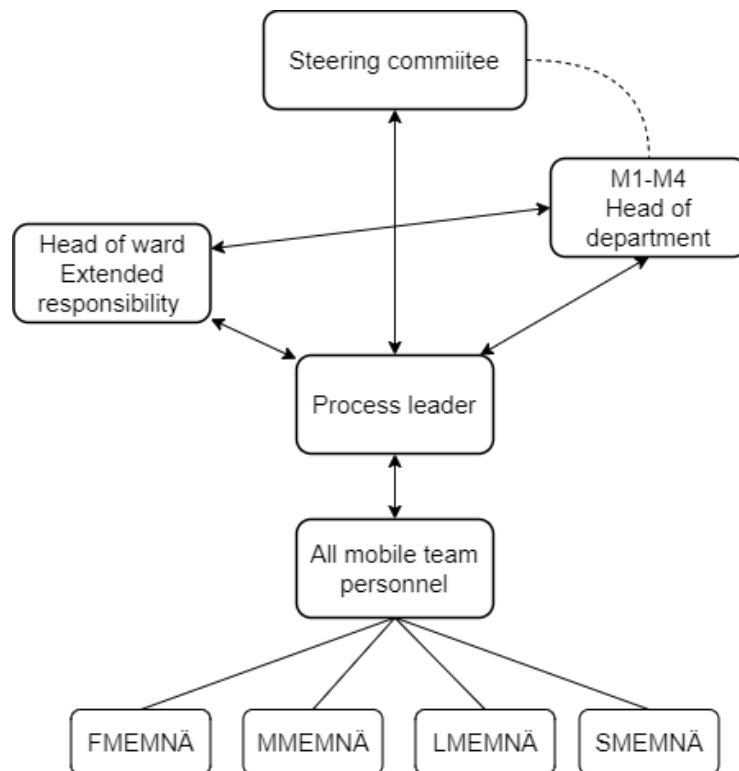 Steering commiitee
M1-M4
Head of
department
Head of ward
Extended
responsibility
Process leader
All mobile team
personnel
FMEMNÄ
MMEMNÄ
LMEMNÄ
SMEMNÄ